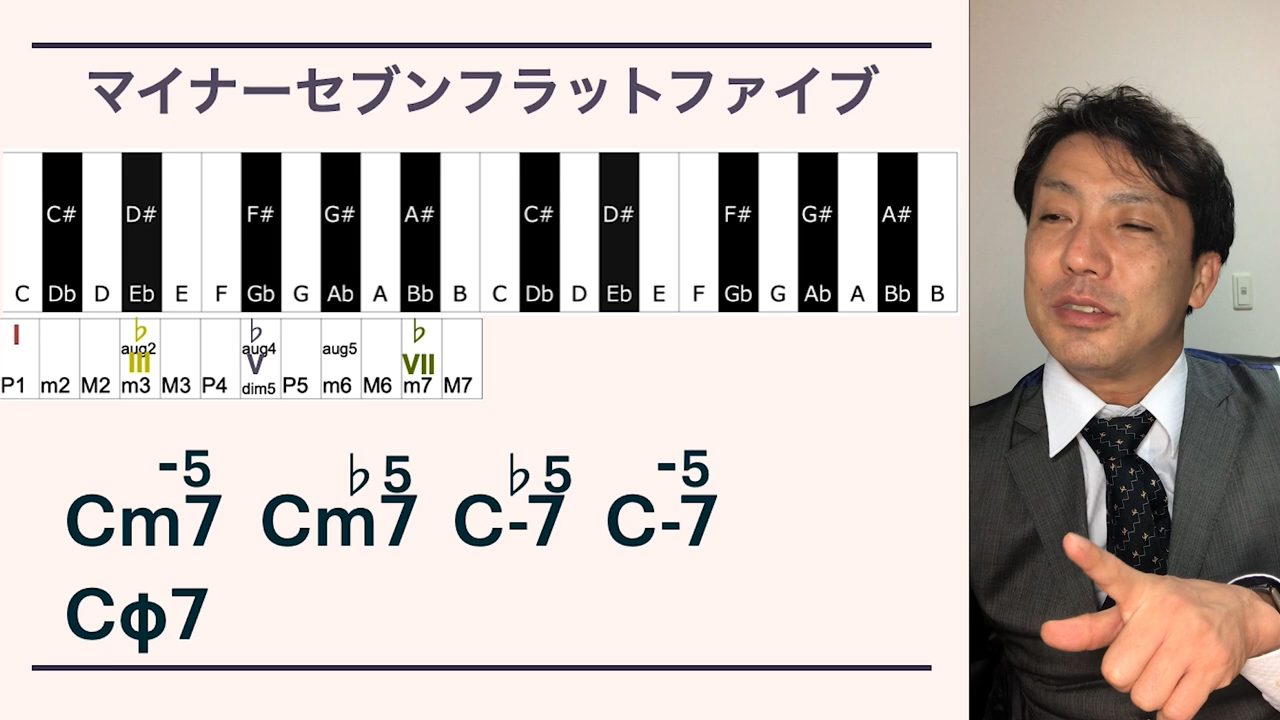 マイナーセブンフラットファイブ
C# D# F# G# A# C# D# F# G# A#
C Db D Eb E F Gb G Ab A Bb B C Db D Eb E F Gb G Ab A Bb B
I ♭ ♭ ♭
aug2 aug4 aug5
III V VII
P1 m2 M2 m3 M3 P4 dim5 P5 m6 M6 m7 M7
-5 ♭5 ♭5 -5
Cm7 Cm7 C-7 C-7
Cφ7